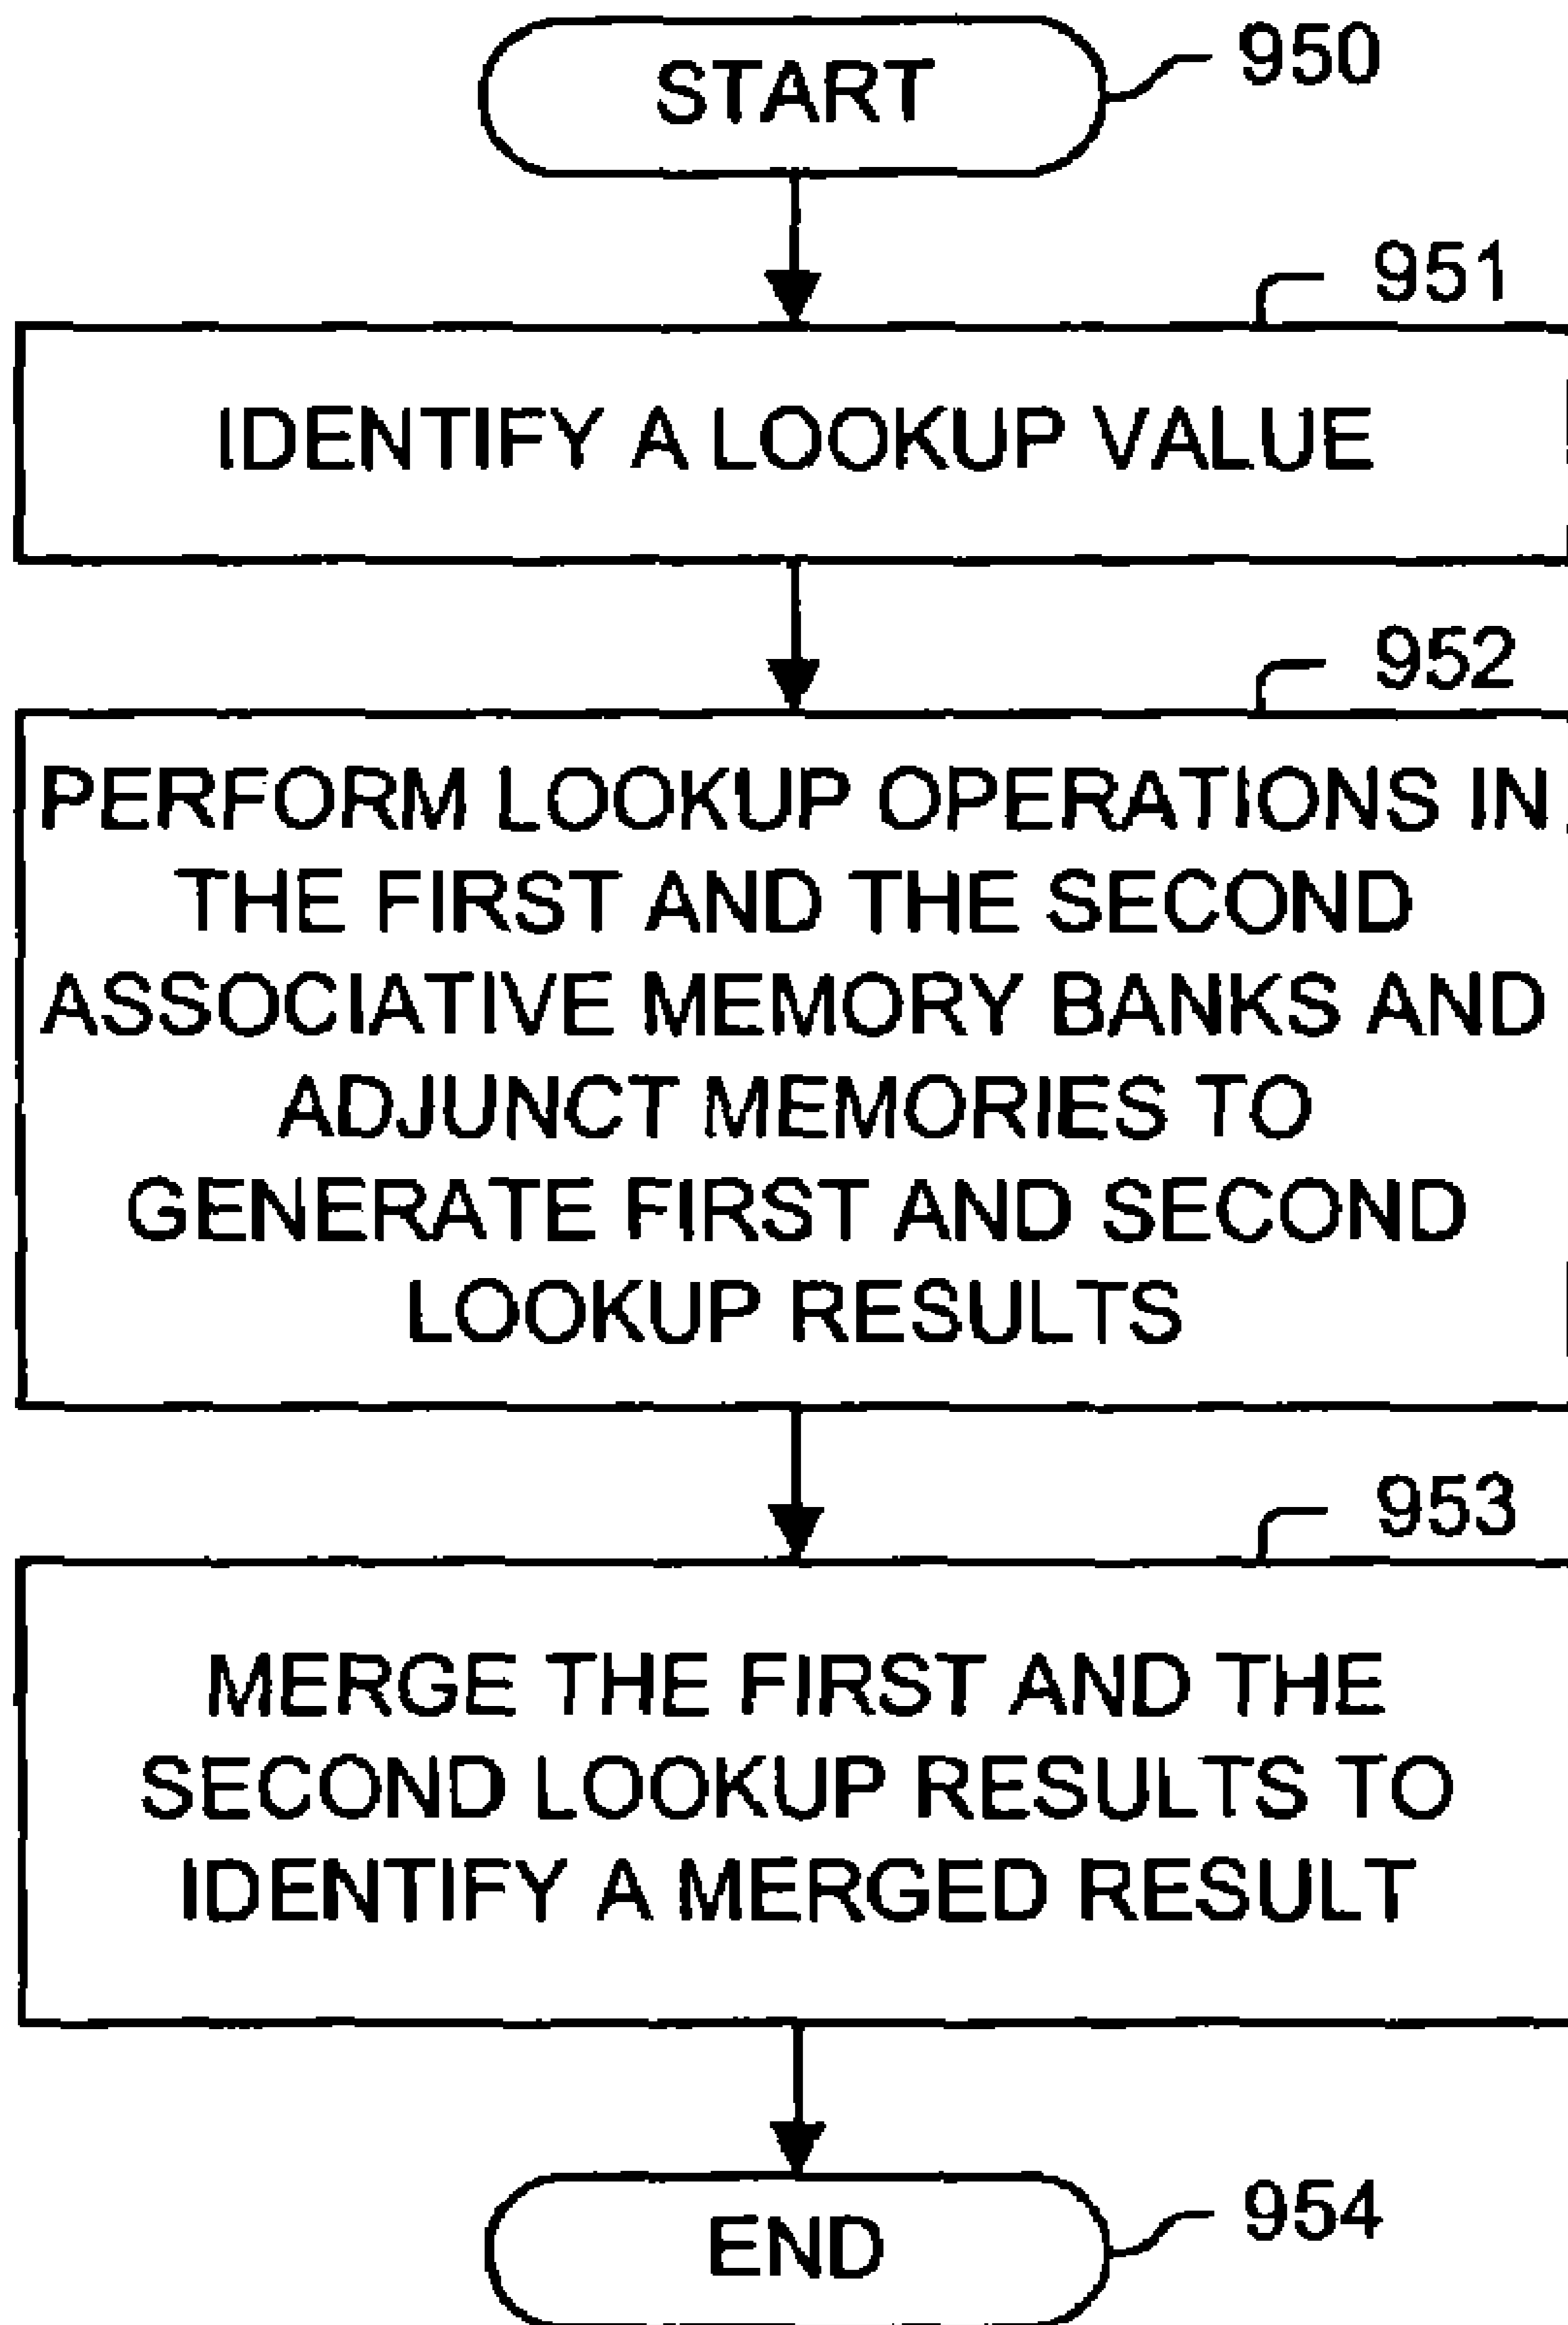 START
950
951
IDENTIFY A LOOKUP VALUE
952
PERFORM LOOKUP OPERATIONS IN
THE FIRST AND THE SECOND
ASSOCIATIVE MEMORY BANKS AND
ADJUNCT MEMORIES TO
GENERATE FIRST AND SECOND
LOOKUP RESULTS
953
MERGE THE FIRST AND THE
SECOND LOOKUP RESULTS TO
IDENTIFY A MERGED RESULT
END
954